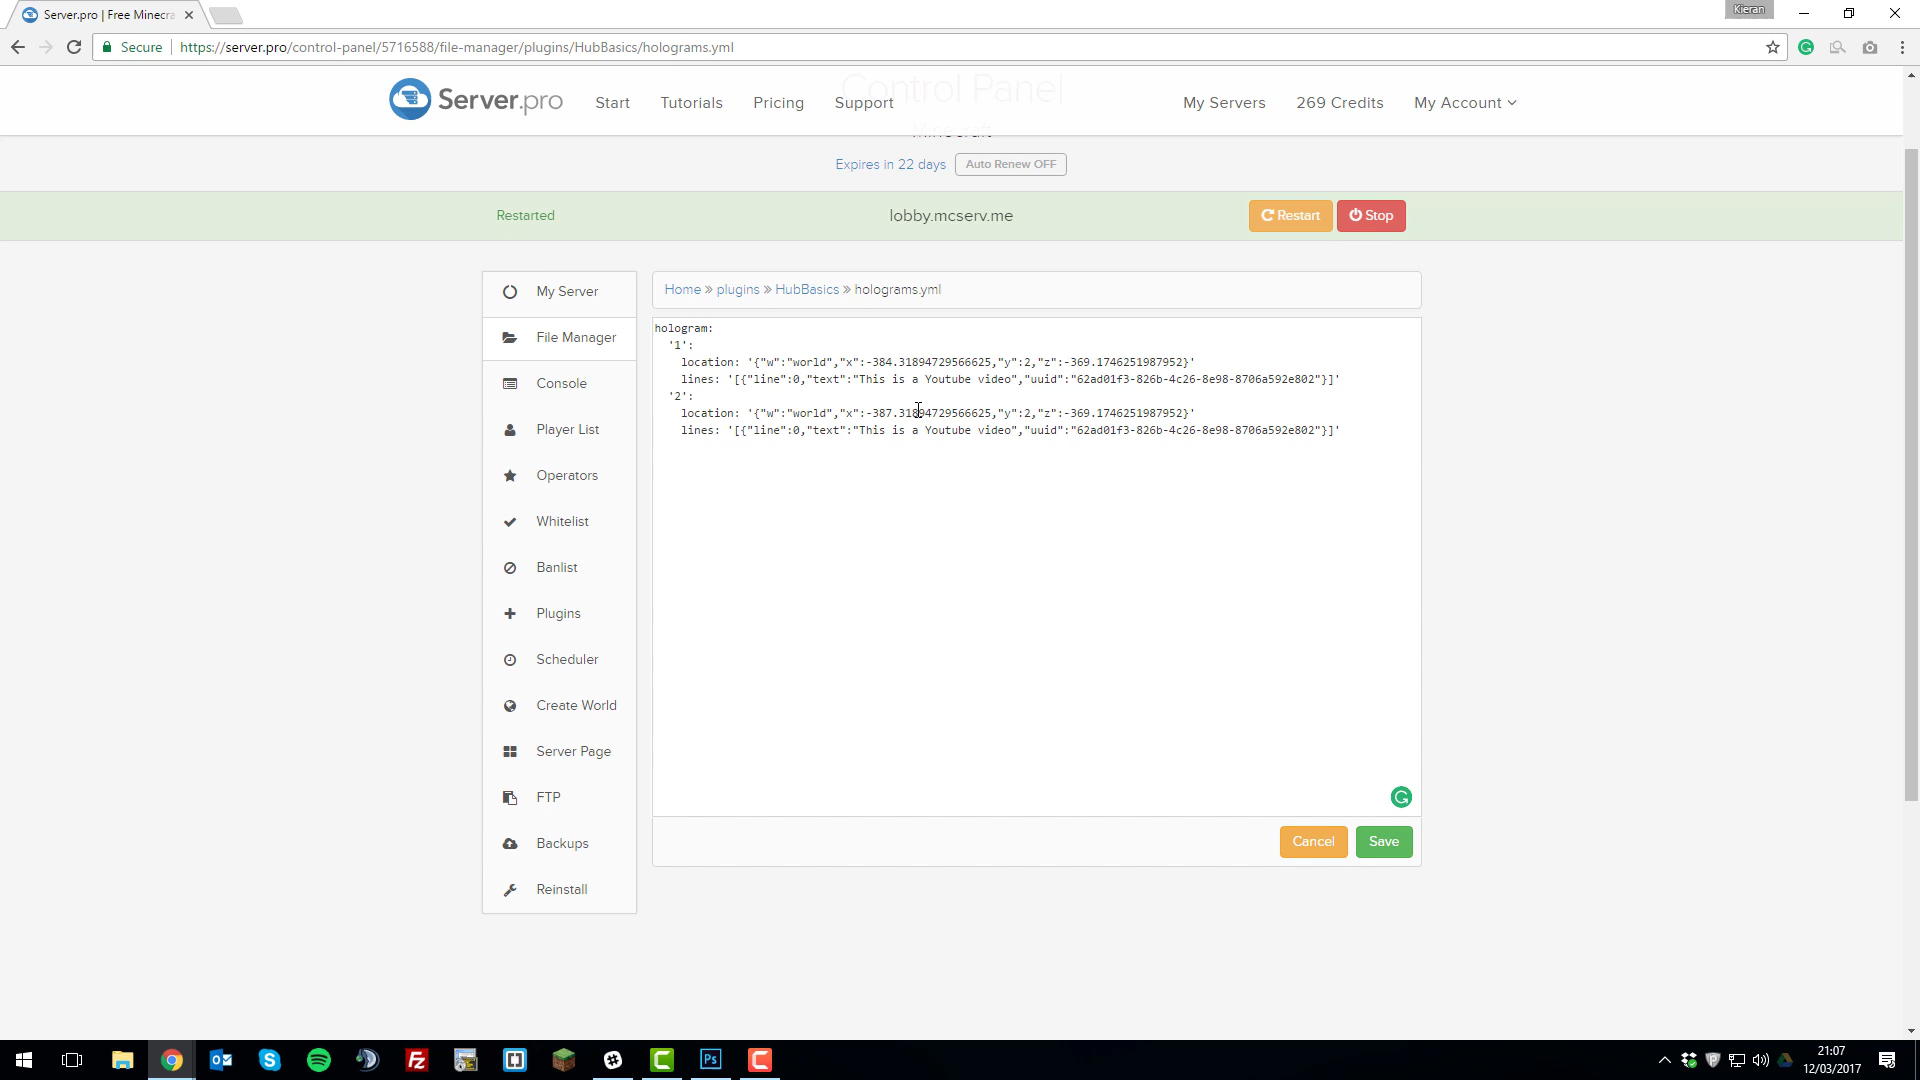 Server.pro | Free Minecra
Kieran
Secure
https://server.pro/control-panel/5716588/file-manager/plugins/HubBasics/holograms.yml
Control Panel
Server.pro
Start
Tutorials
Pricing
Support
My Servers
269 Credits
My Account
Minecraft
Expires in 22 days
Auto Renew OFF
Restarted
lobby.mcserv.me
Restart
Stop
My Server
File Manager
Console
Player List
Operators
Whitelist
Banlist
Plugins
Scheduler
Create World
Server Page
FTP
Backups
Reinstall
Home » plugins » HubBasics » holograms.yml
hologram:
'1':
location: '{"w":"world","x":-384.31894729566625,"y":2,"z":-369.1746251987952}'
lines: '[{"line":0,"text":"This is a Youtube video","uuid":"62ad01f3-826b-4c26-8e98-8706a592e802"}]'
'2':
location: '{"w":"world","x":-387.31894729566625,"y":2,"z":-369.1746251987952}'
lines: '[{"line":0,"text":"This is a Youtube video","uuid":"62ad01f3-826b-4c26-8e98-8706a592e802"}]'
Cancel
Save
Ps
21:07
12/03/2017